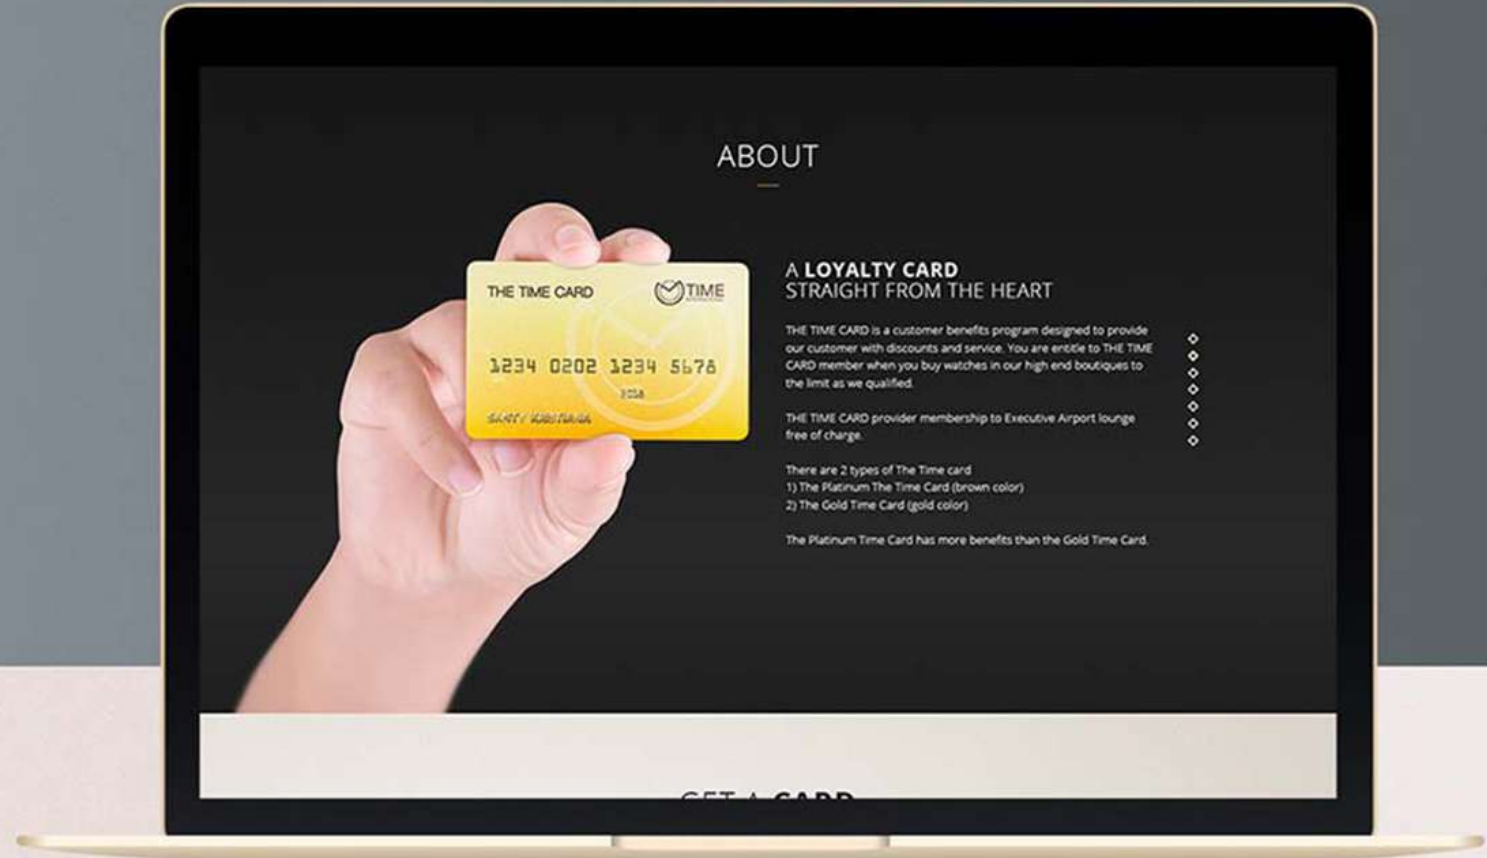 ABOUT
THE TIME CARD
TIME
1234 0202 1234 5678
A LOYALTY CARD
STRAIGHT FROM THE HEART
THE TIME CARD is a customer benefits program designed to provide
our customer with discounts and service. You are entitle to THE TIME
CARD member when you buy watches in our high end boutiques to
the limit as we qualified.
THE TIME CARD provider membership to Executive Airport lounge
free of charge.
There are 2 types of The Time card
1) The Platinum The Time Card (brown color)
2) The Gold Time Card (gold color)
The Platinum Time Card has more benefits than the Gold Time Card.
GET A CARD